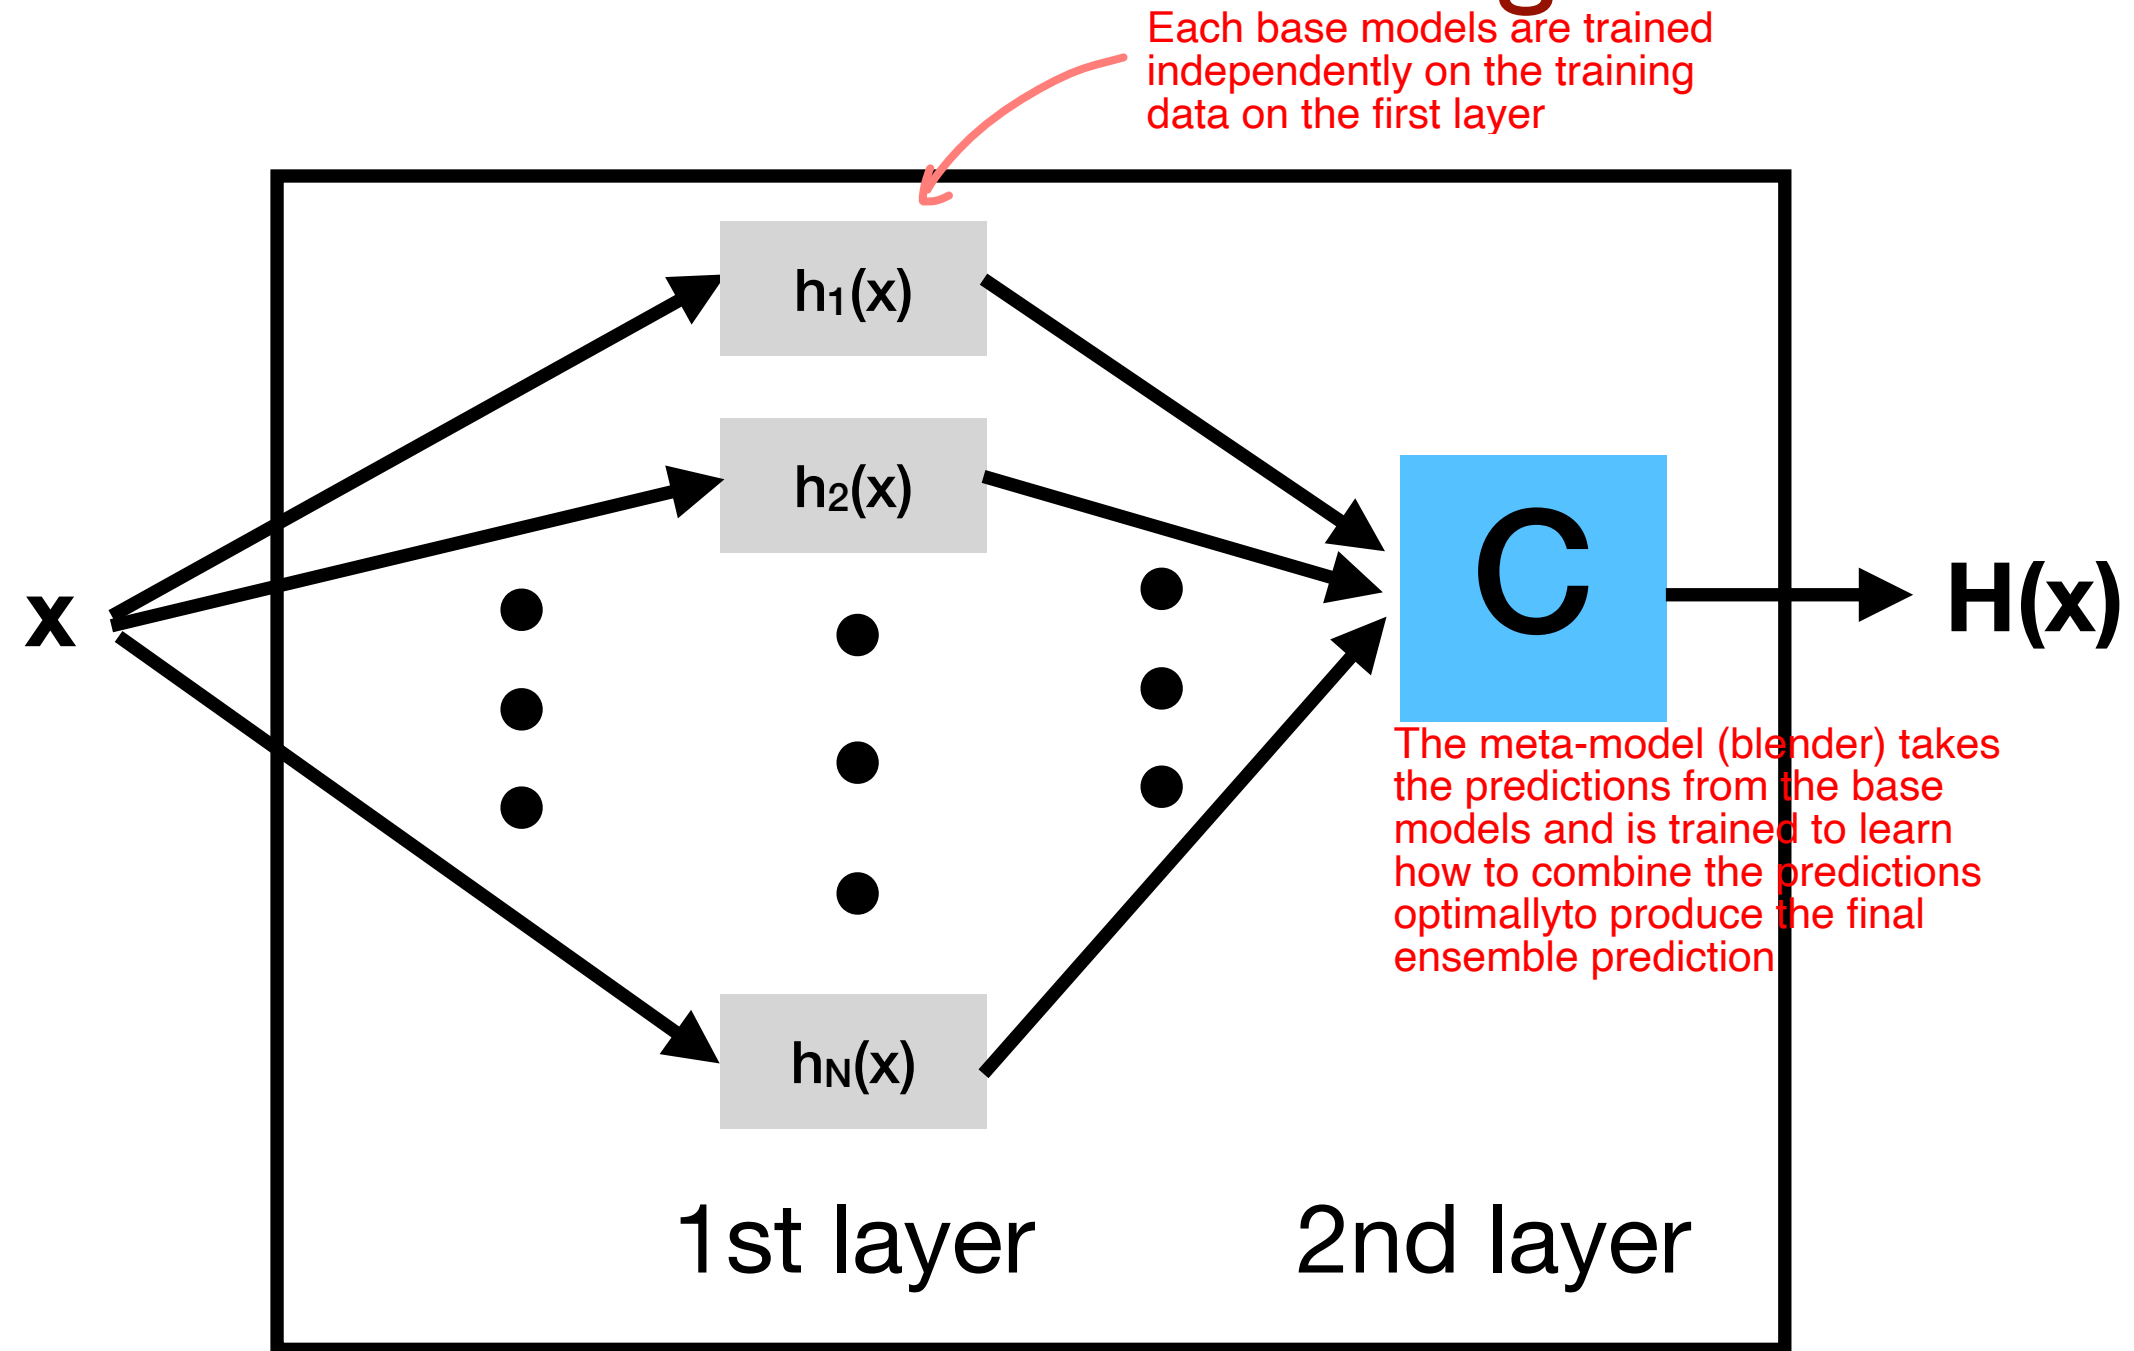 Each base models are trained
independently on the training
data on the first layer
h₁(x)
h₂(x)
x
C
H(x)
The meta-model (blender) takes
the predictions from the base
models and is trained to learn
how to combine the predictions
optimallyto produce the final
ensemble prediction
h_N(x)
1st layer
2nd layer